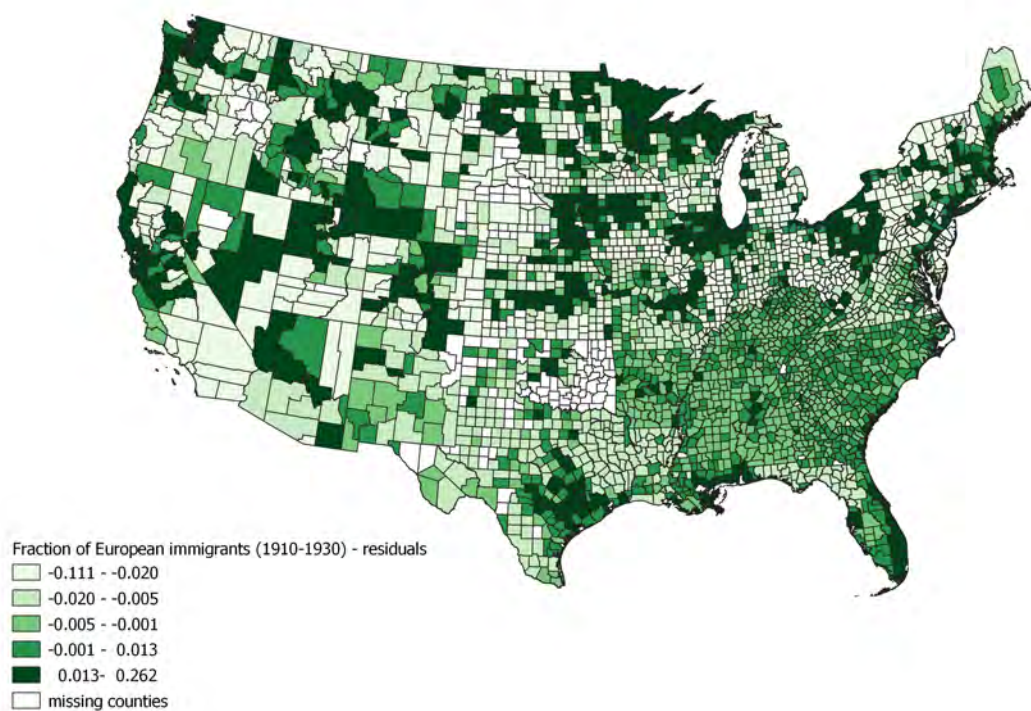 Fraction of European immigrants (1910-1930) - residuals
-0.111 - -0.020
-0.020 - -0.005
-0.005 - -0.001
-0.001 - 0.013
0.013- 0.262
missing counties